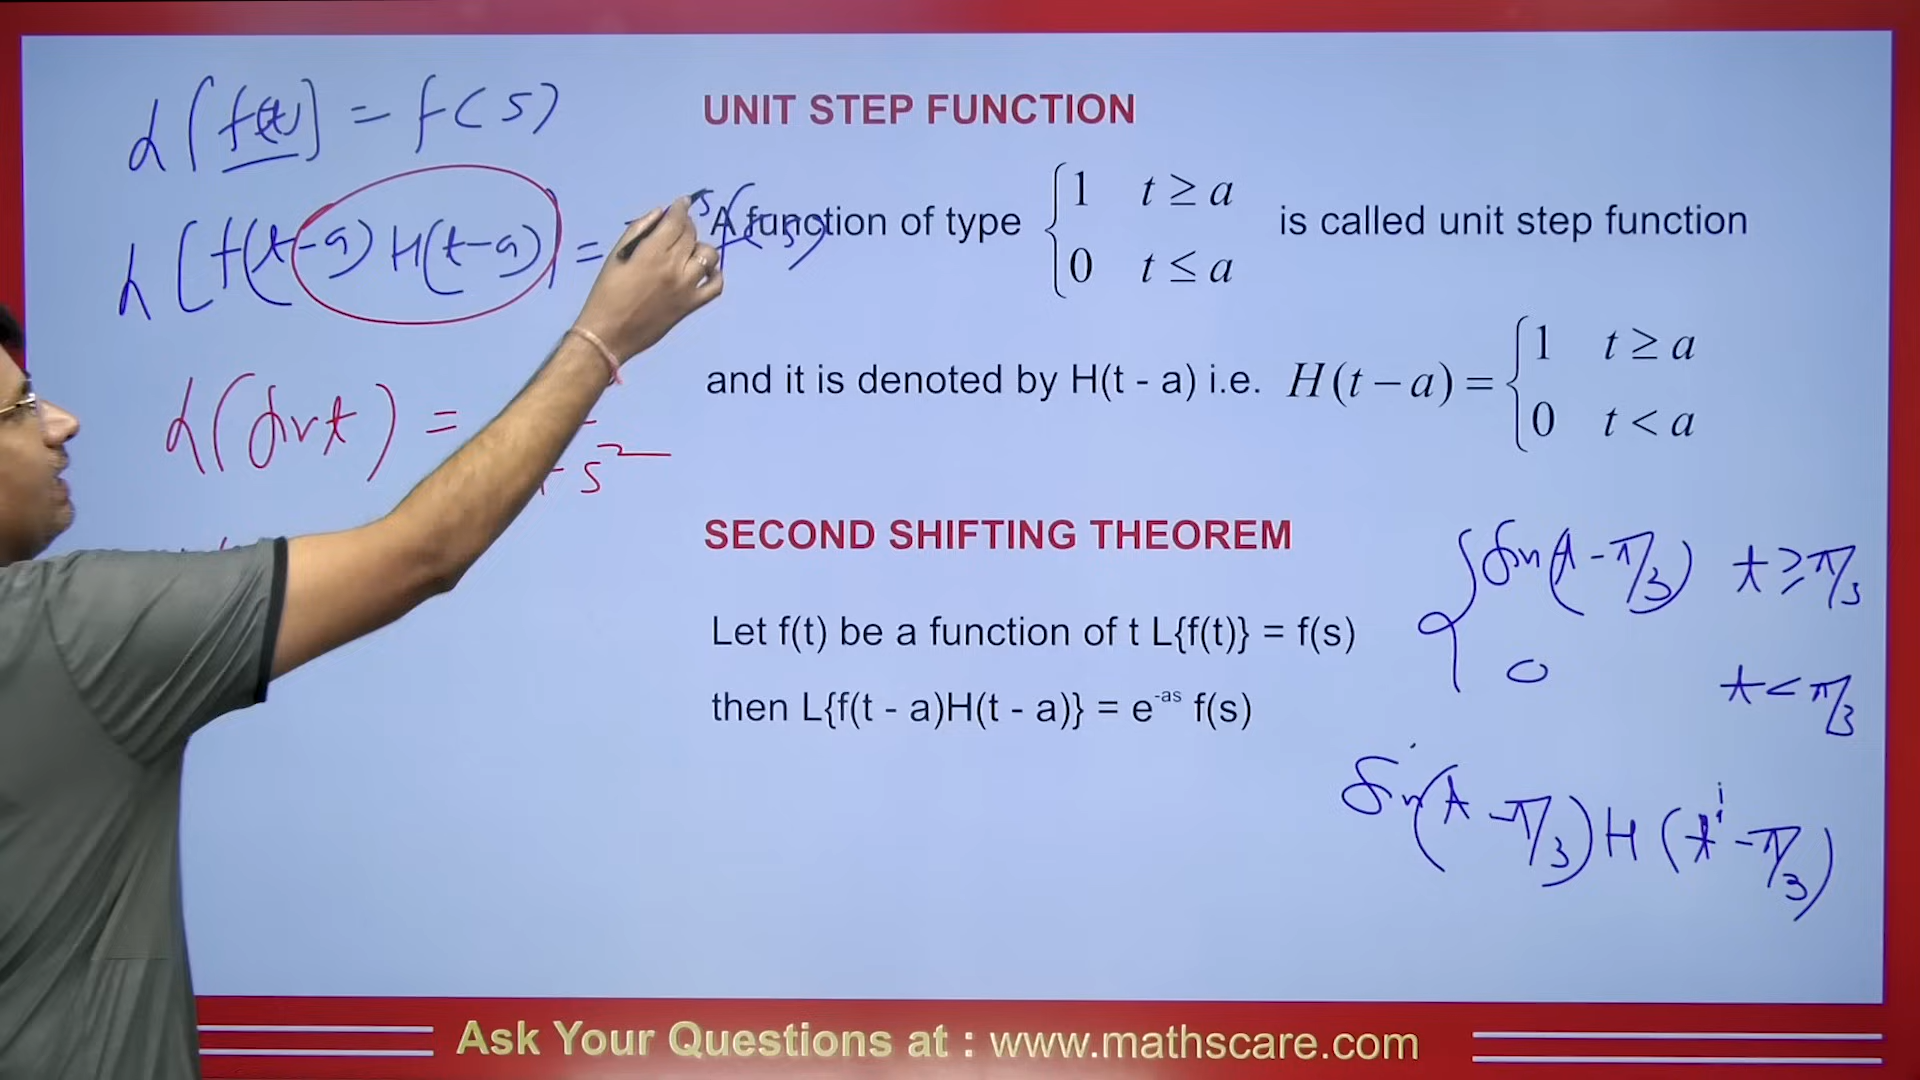 L[f(t)] = f(s)
L[f(t-a) H(t-a)] = f(s)
L(sin t) =
s²
UNIT STEP FUNCTION
A function of type { 1 t ≥ a
0 t ≤ a is called unit step function
and it is denoted by H(t - a) i.e. H(t − a) = { 1 t ≥ a
0 t < a
SECOND SHIFTING THEOREM
Let f(t) be a function of t L{f(t)} = f(s)
then L{f(t - a)H(t - a)} = e^-as f(s)
{ sin(t - π/3) t ≥ π/3
0 t < π/3
sin(t - π/3) H(t - π/3)
Ask Your Questions at : www.mathscare.com